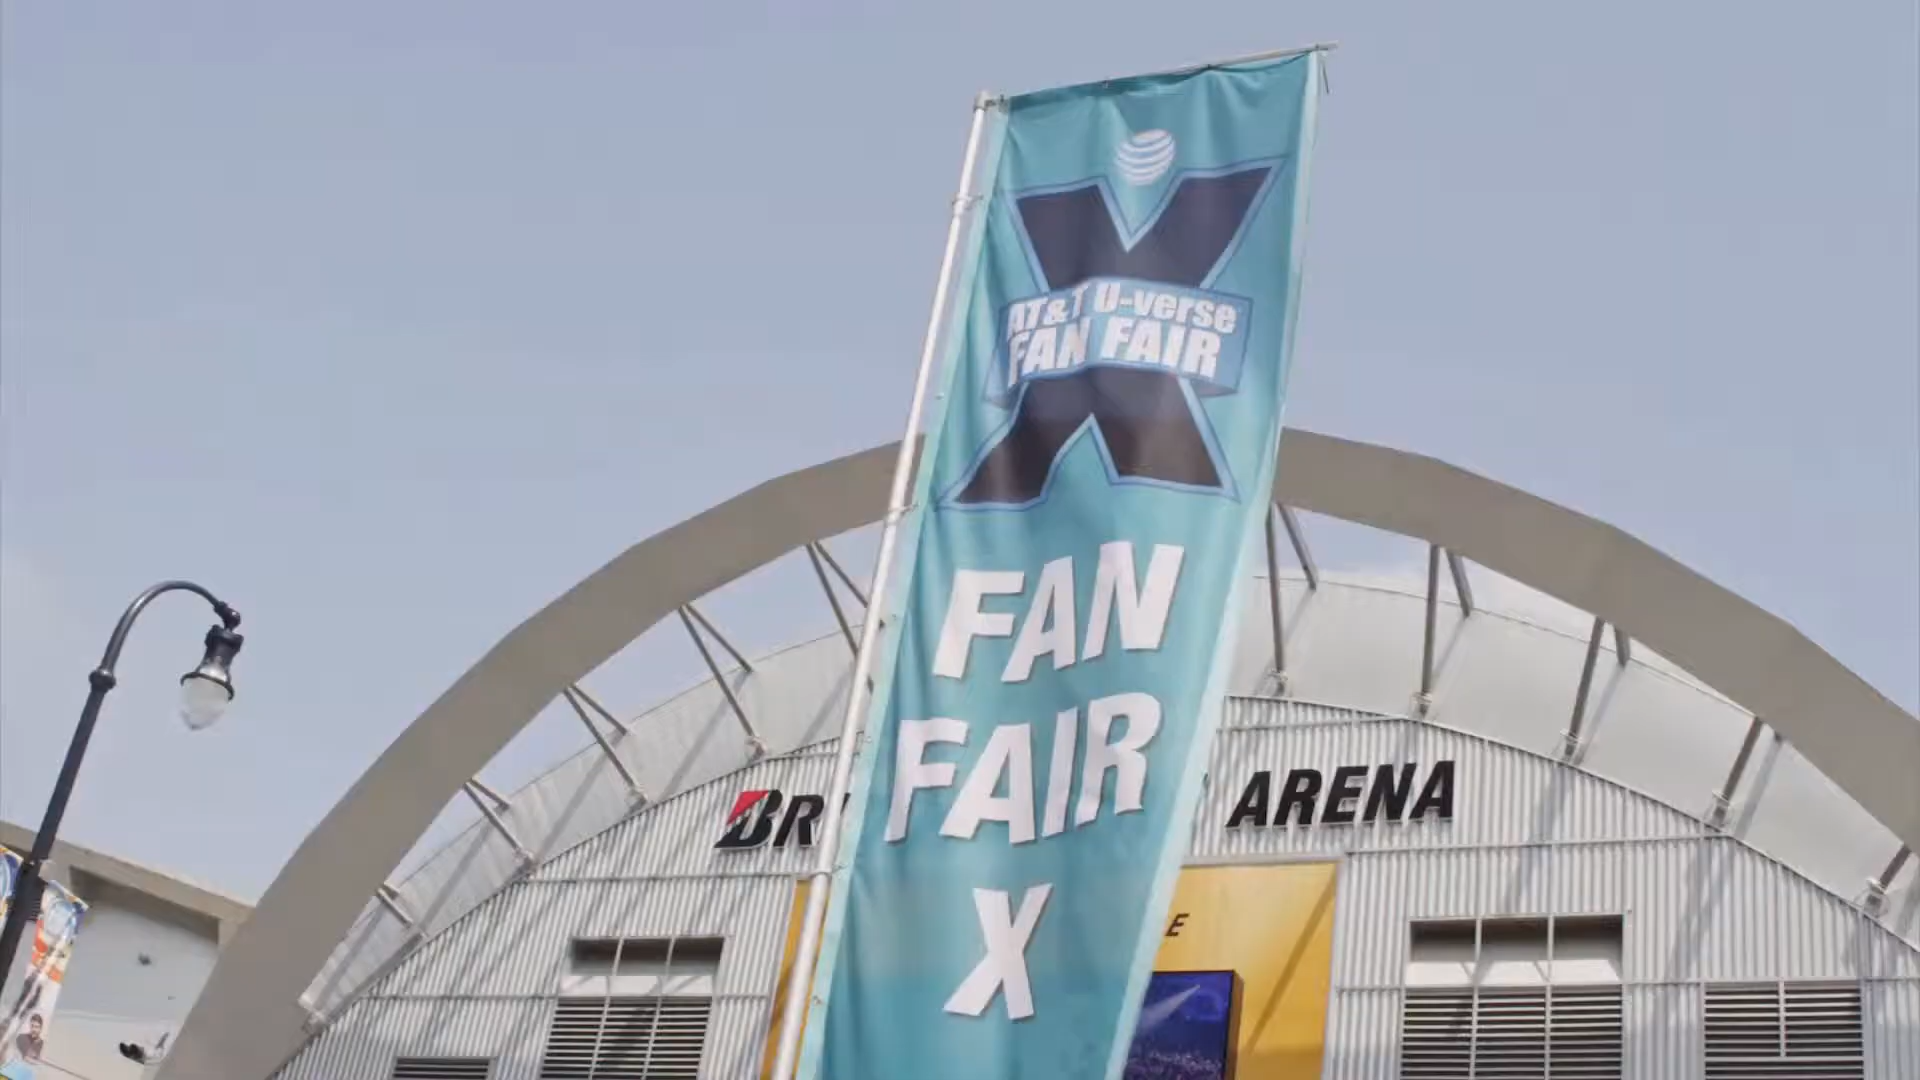 AT&T U-verse
FAN FAIR
FAN
FAIR
X
ARENA